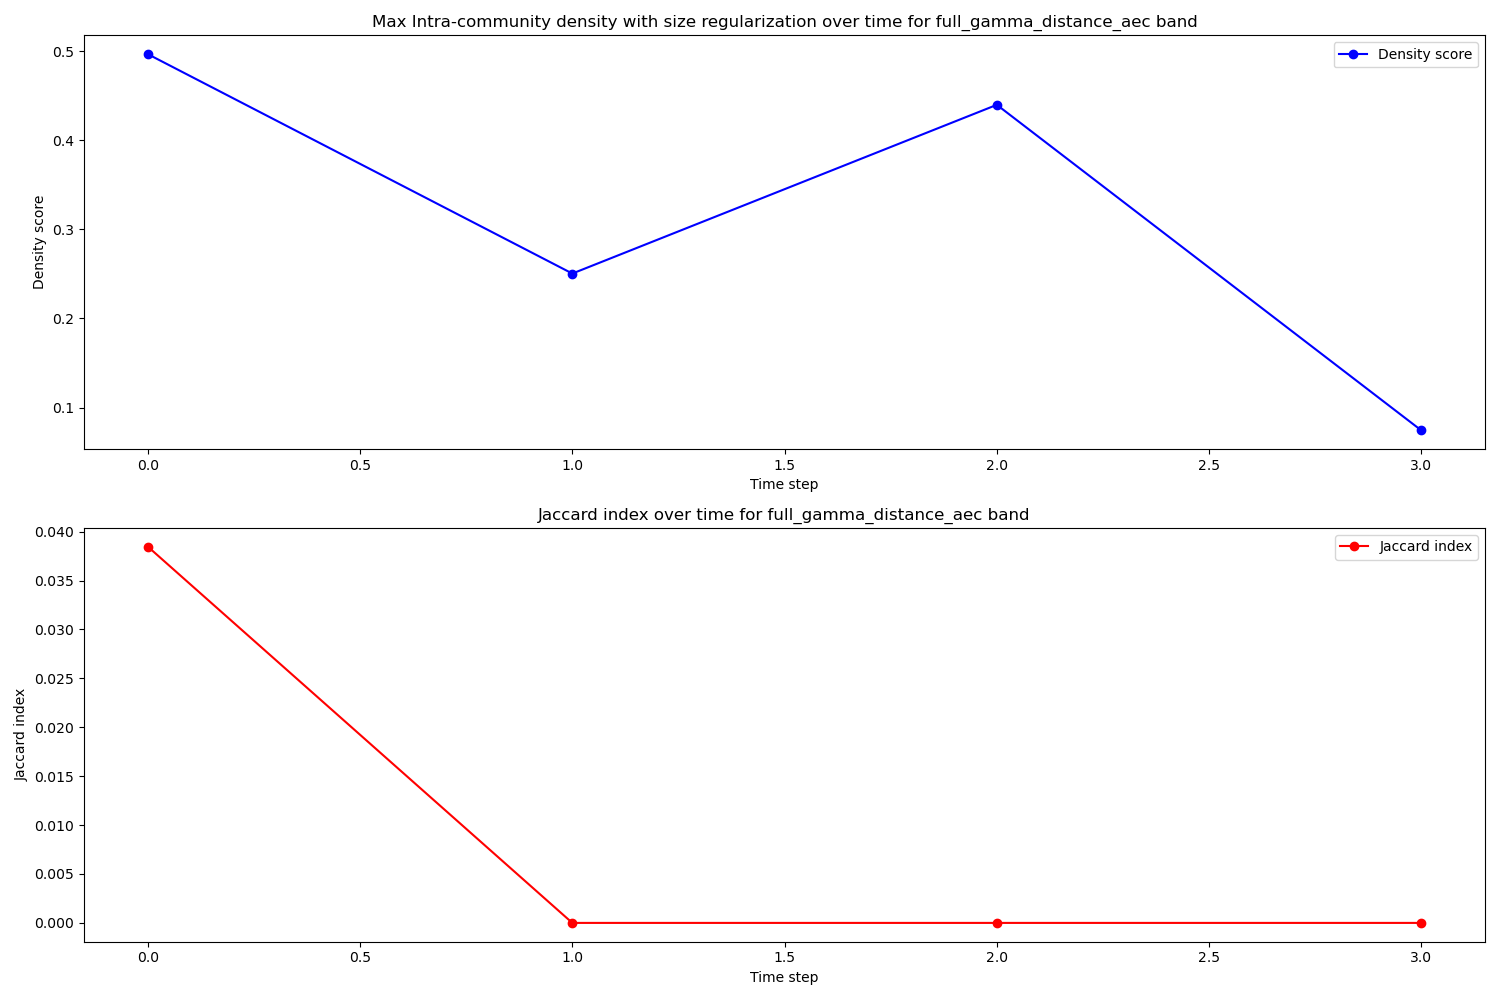 Max Intra-community density with size regularization over time for full_gamma_distance_aec band
Density score
0.5
0.4
0.3
0.2
0.1
Density score
0.0 0.5 1.0 1.5 2.0 2.5 3.0
Time step
Jaccard index over time for full_gamma_distance_aec band
Jaccard index
0.040
0.035
0.030
0.025
0.020
0.015
0.010
0.005
0.000
Jaccard index
0.0 0.5 1.0 1.5 2.0 2.5 3.0
Time step